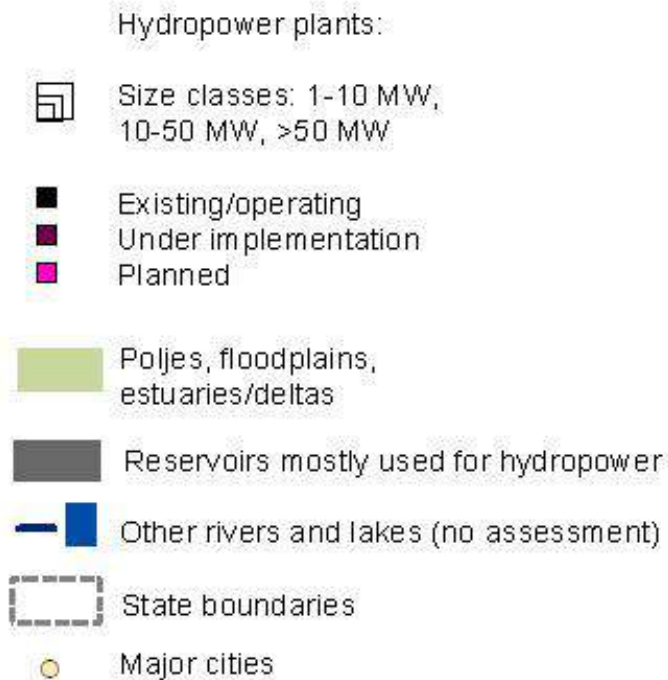 Hydropower plants:
Size classes: 1-10 MW,
10-50 MW, >50 MW
Existing/operating
Under implementation
Planned
Poljes, floodplains,
estuaries/deltas
Reservoirs mostly used for hydropower
Other rivers and lakes (no assessment)
State boundaries
Major cities